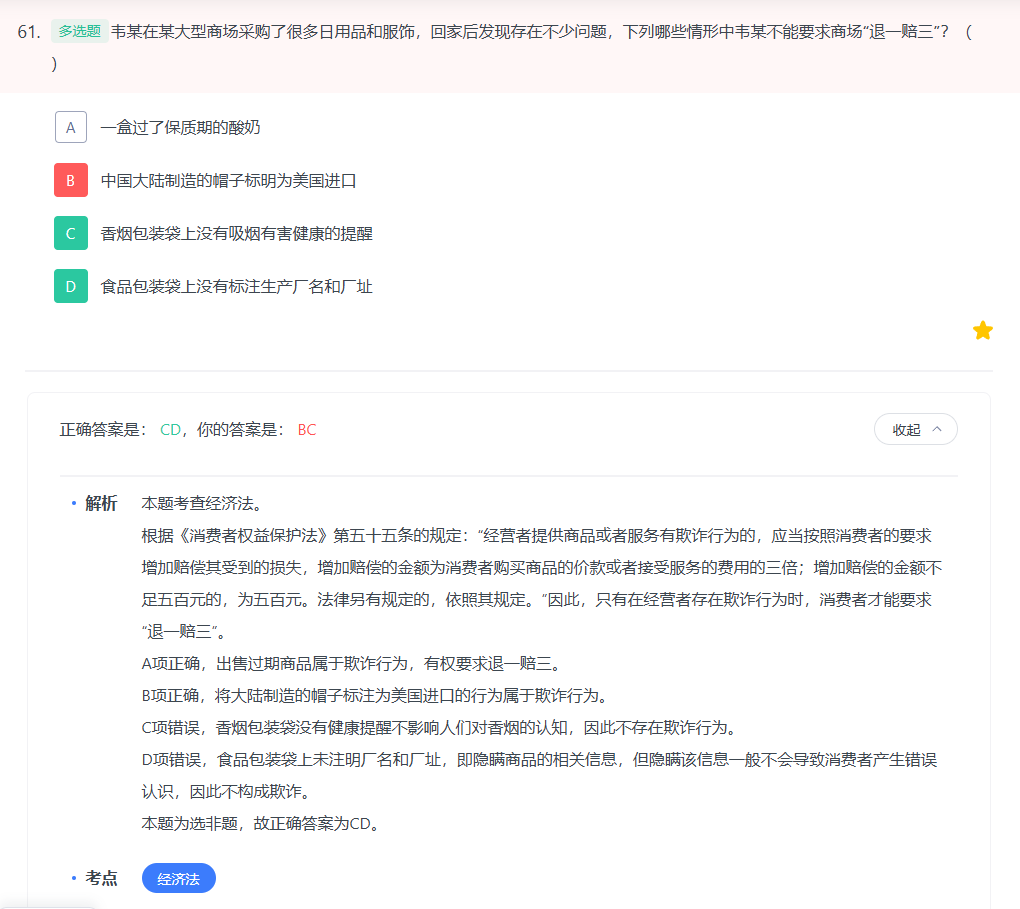 61. 多选题 韦某在某大型商场采购了很多日用品和服饰，回家后发现存在不少问题，下列哪些情形中韦某不能要求商场“退一赔三”？（
）
A 一盒过了保质期的酸奶
B 中国大陆制造的帽子标明为美国进口
C 香烟包装袋上没有吸烟有害健康的提醒
D 食品包装袋上没有标注生产厂名和厂址
正确答案是： CD，你的答案是： BC 收起
解析 本题考查经济法。
根据《消费者权益保护法》第五十五条的规定：“经营者提供商品或者服务有欺诈行为的，应当按照消费者的要求
增加赔偿其受到的损失，增加赔偿的金额为消费者购买商品的价款或者接受服务的费用的三倍；增加赔偿的金额不
足五百元的，为五百元。法律另有规定的，依照其规定。“因此，只有在经营者存在欺诈行为时，消费者才能要求
“退一赔三”。
A项正确，出售过期商品属于欺诈行为，有权要求退一赔三。
B项正确，将大陆制造的帽子标注为美国进口的行为属于欺诈行为。
C项错误，香烟包装袋没有健康提醒不影响人们对香烟的认知，因此不存在欺诈行为。
D项错误，食品包装袋上未注明厂名和厂址，即隐瞒商品的相关信息，但隐瞒该信息一般不会导致消费者产生错误
认识，因此不构成欺诈。
本题为选非题，故正确答案为CD。
考点 经济法